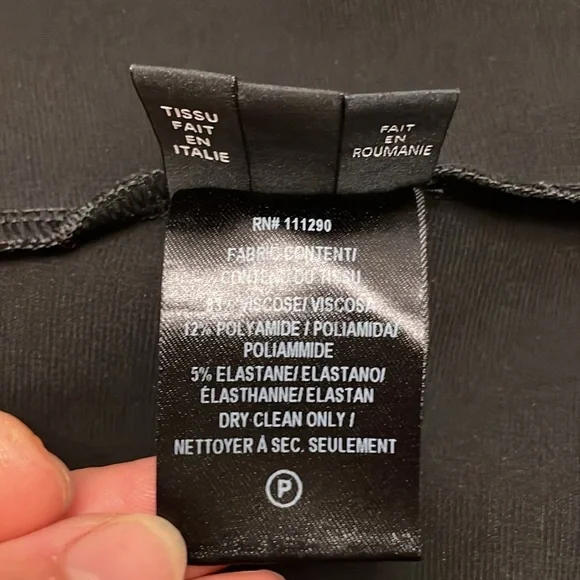 TISSU
FAIT
EN
ITALIE
FAIT
EN
ROUMANIE
RN# 111290
FABRIC CONTENT/
CONTENU DU TISSU
83% VISCOSE/ VISCOSA
12% POLYAMIDE / POLIAMIDA/
POLIAMMIDE
5% ELASTANE/ ELASTANO/
ÉLASTHANNE/ ELASTAN
DRY CLEAN ONLY /
NETTOYER À SEC. SEULEMENT
P